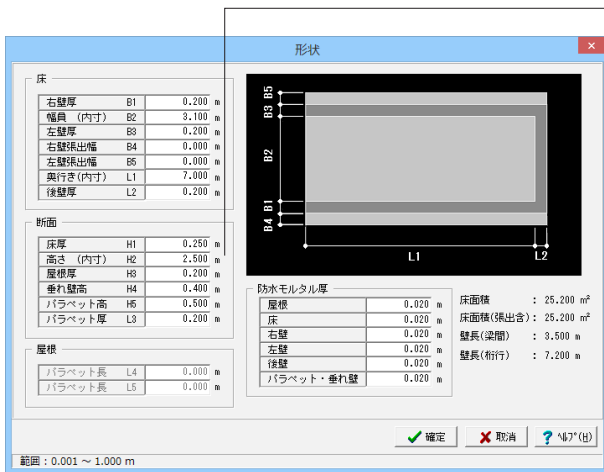 形状
床
右壁厚 B1 0.200 m
幅員 (内寸) B2 3.100 m
左壁厚 B3 0.200 m
右壁張出幅 B4 0.000 m
左壁張出幅 B5 0.000 m
奥行き(内寸) L1 7.000 m
後壁厚 L2 0.200 m
断面
床厚 H1 0.250 m
高さ (内寸) H2 2.500 m
屋根厚 H3 0.200 m
垂れ壁高 H4 0.400 m
パラペット高 H5 0.500 m
パラペット厚 L3 0.200 m
屋根
パラペット長 L4 0.000 m
パラペット長 L5 0.000 m
B5
B3
B2
B1
B4
L1 L2
防水モルタル厚
屋根 0.020 m
床 0.020 m
右壁 0.020 m
左壁 0.020 m
後壁 0.020 m
パラペット・垂れ壁 0.020 m
床面積 : 25.200 m²
床面積(張出含) : 25.200 m²
壁長(梁間) : 3.500 m
壁長(桁行) : 7.200 m
確定 取消 ? ヘルプ(H)
範囲 : 0.001 ～ 1.000 m